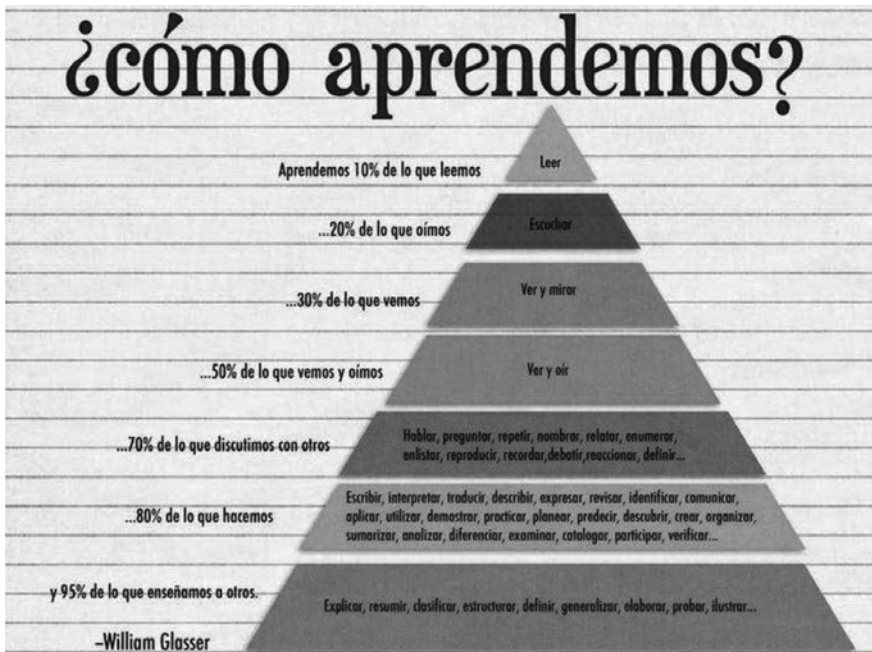 ¿cómo aprendemos?
Aprendemos 10% de lo que leemos
Leer
...20% de lo que oímos
Escuchar
...30% de lo que vemos
Ver y mirar
...50% de lo que vemos y oímos
Ver y oír
...70% de lo que discutimos con otros
Hablar, preguntar, repetir, nombrar, relatar, enumerar,
enlistar, reproducir, recordar,debatir,reaccionar, definir...
...80% de lo que hacemos
Escribir, interpretar, traducir, describir, expresar, revisar, identificar, comunicar,
aplicar, utilizar, demostrar, practicar, planear, predecir, descubrir, crear, organizar,
sumarizar, analizar, diferenciar, examinar, catalogar, participar, verificar...
y 95% de lo que enseñamos a otros.
Explicar, resumir, clasificar, estructurar, definir, generalizar, elaborar, probar, ilustrar...
–William Glasser